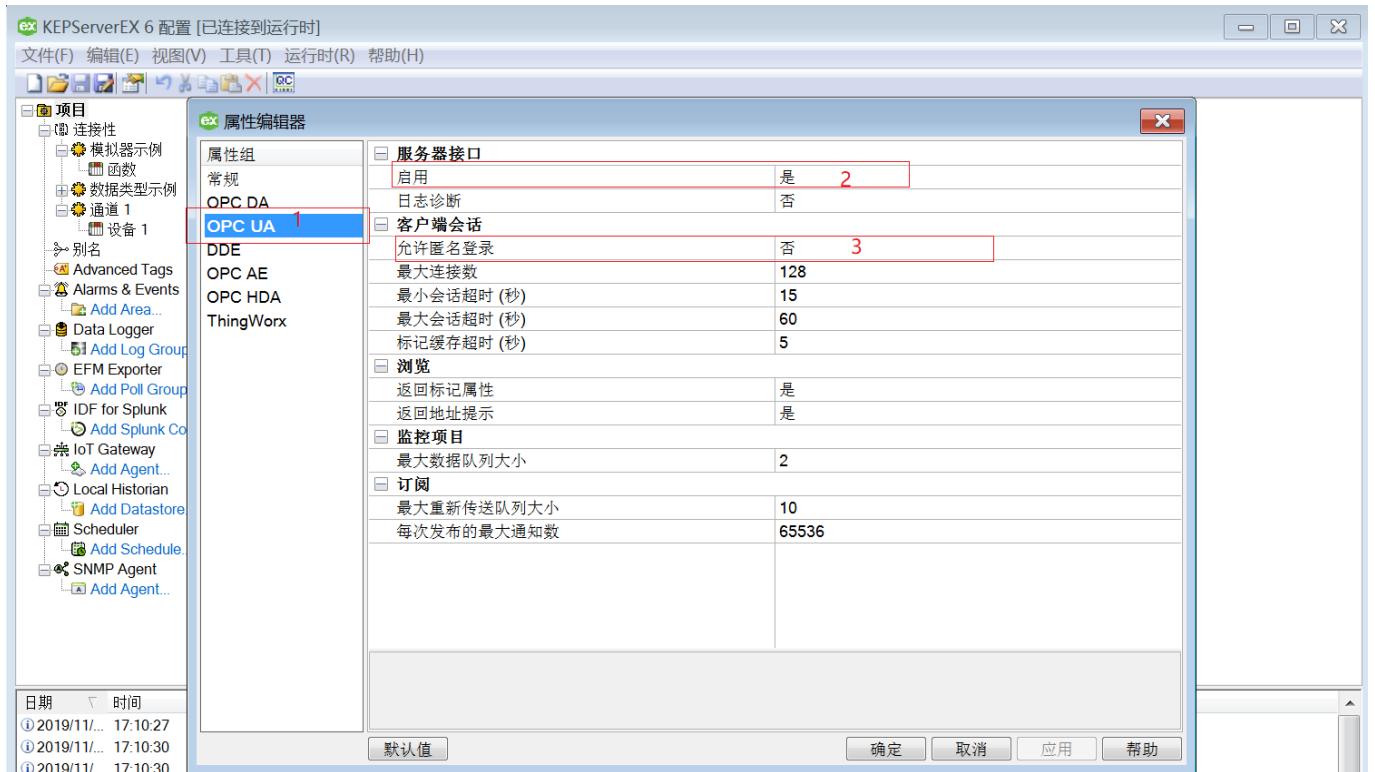 KEPServerEX 6 配置 [已连接到运行时]
文件(F) 编辑(E) 视图(V) 工具(T) 运行时(R) 帮助(H)
项目
连接性
模拟器示例
函数
数据类型示例
通道 1
设备 1
别名
Advanced Tags
Alarms & Events
Add Area...
Data Logger
Add Log Group
EFM Exporter
Add Poll Group
IDF for Splunk
Add Splunk Co
IoT Gateway
Add Agent...
Local Historian
Add Datastore
Scheduler
Add Schedule.
SNMP Agent
Add Agent...
属性编辑器
属性组
常规
OPC DA
OPC UA 1
DDE
OPC AE
OPC HDA
ThingWorx
服务器接口
启用 是 2
日志诊断 否
客户端会话
允许匿名登录 否 3
最大连接数 128
最小会话超时 (秒) 15
最大会话超时 (秒) 60
标记缓存超时 (秒) 5
浏览
返回标记属性 是
返回地址提示 是
监控项目
最大数据队列大小 2
订阅
最大重新传送队列大小 10
每次发布的最大通知数 65536
默认值 确定 取消 应用 帮助
日期 时间
2019/11/... 17:10:27
2019/11/... 17:10:30
2019/11/... 17:10:30